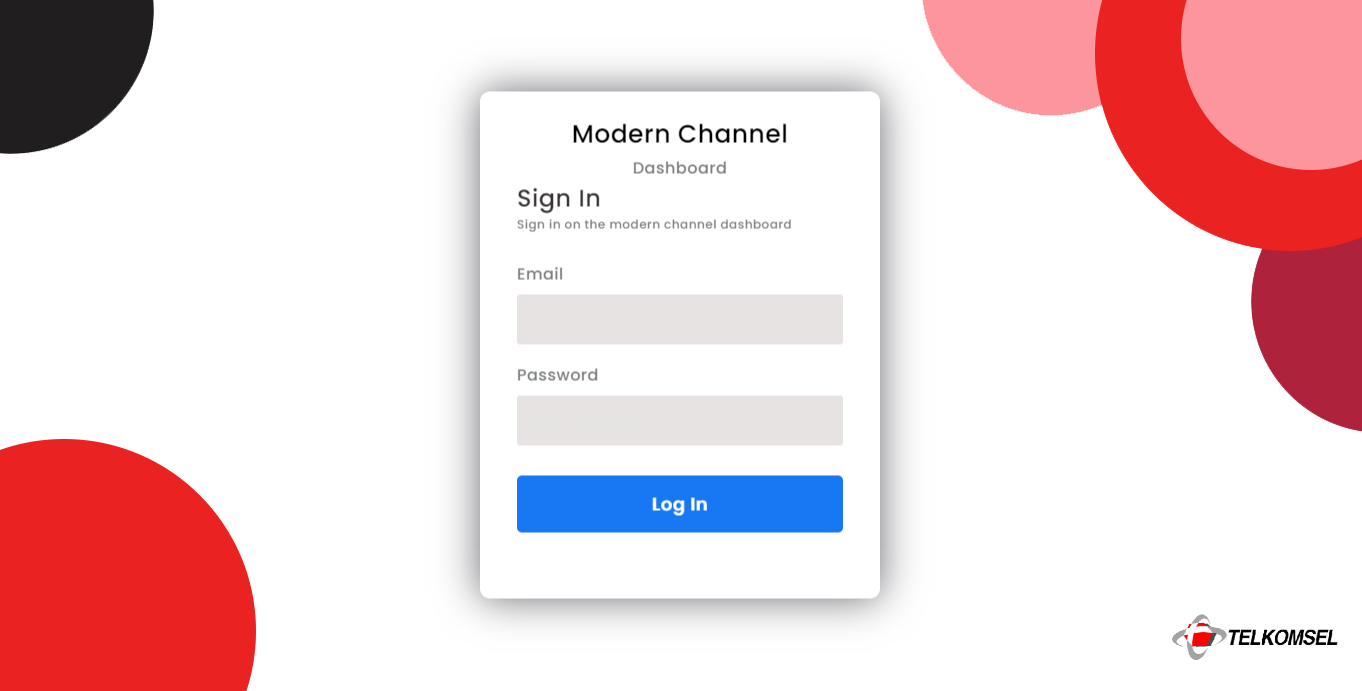 Modern Channel
Dashboard
Sign In
Sign in on the modern channel dashboard
Email
Password
Log In
TELKOMSEL